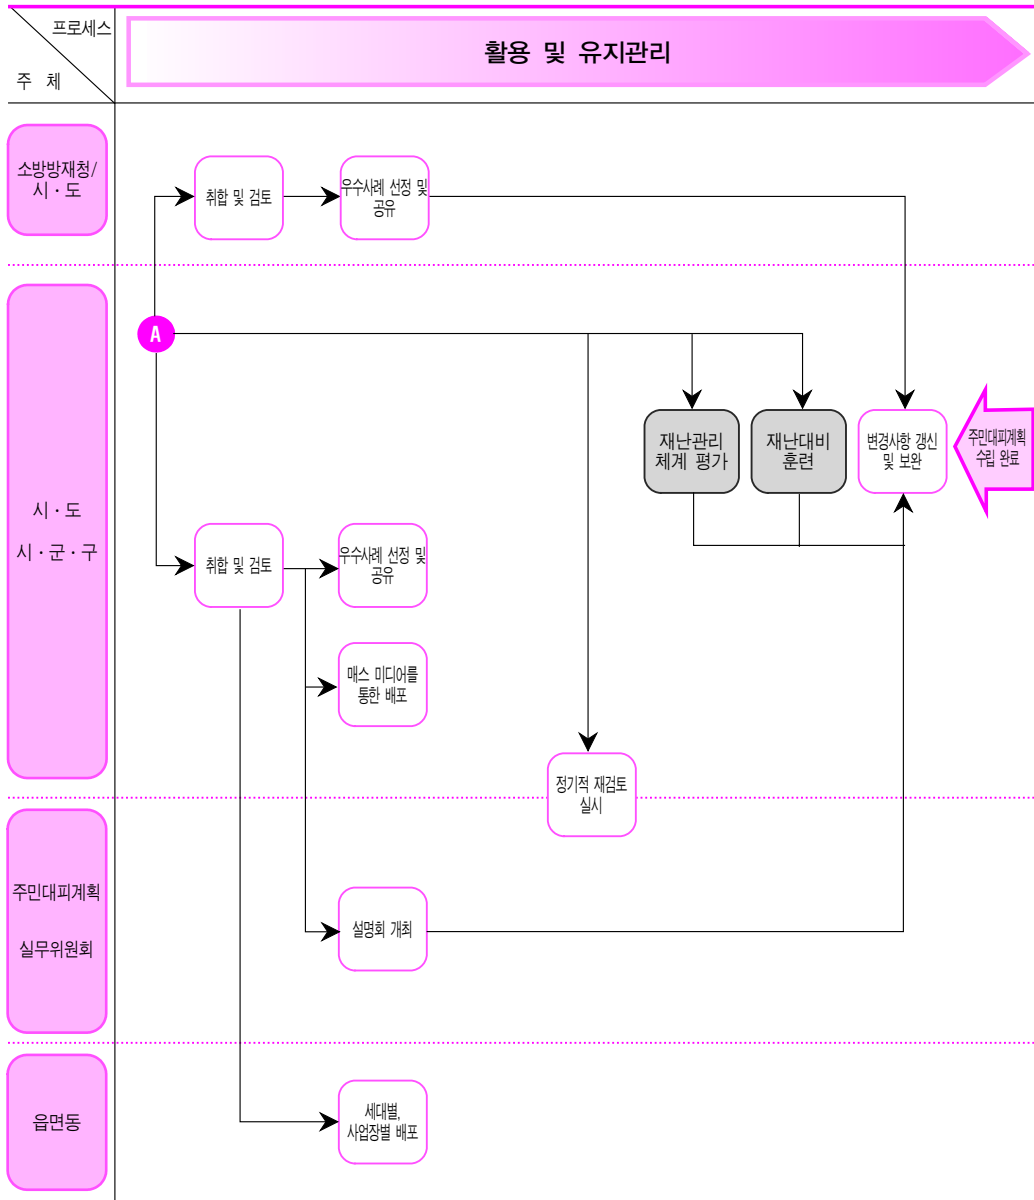 프로세스
주 체
활용 및 유지관리
소방방재청/
시·도
취합 및 검토
우수사례 선정 및
공유
A
시·도
시·군·구
재난관리
체계 평가
재난대비
훈련
변경사항 갱신
및 보완
주민대피계획
수립 완료
취합 및 검토
우수사례 선정 및
공유
매스 미디어를
통한 배포
정기적 재검토
실시
주민대피계획
실무위원회
설명회 개최
읍면동
세대별,
사업장별 배포